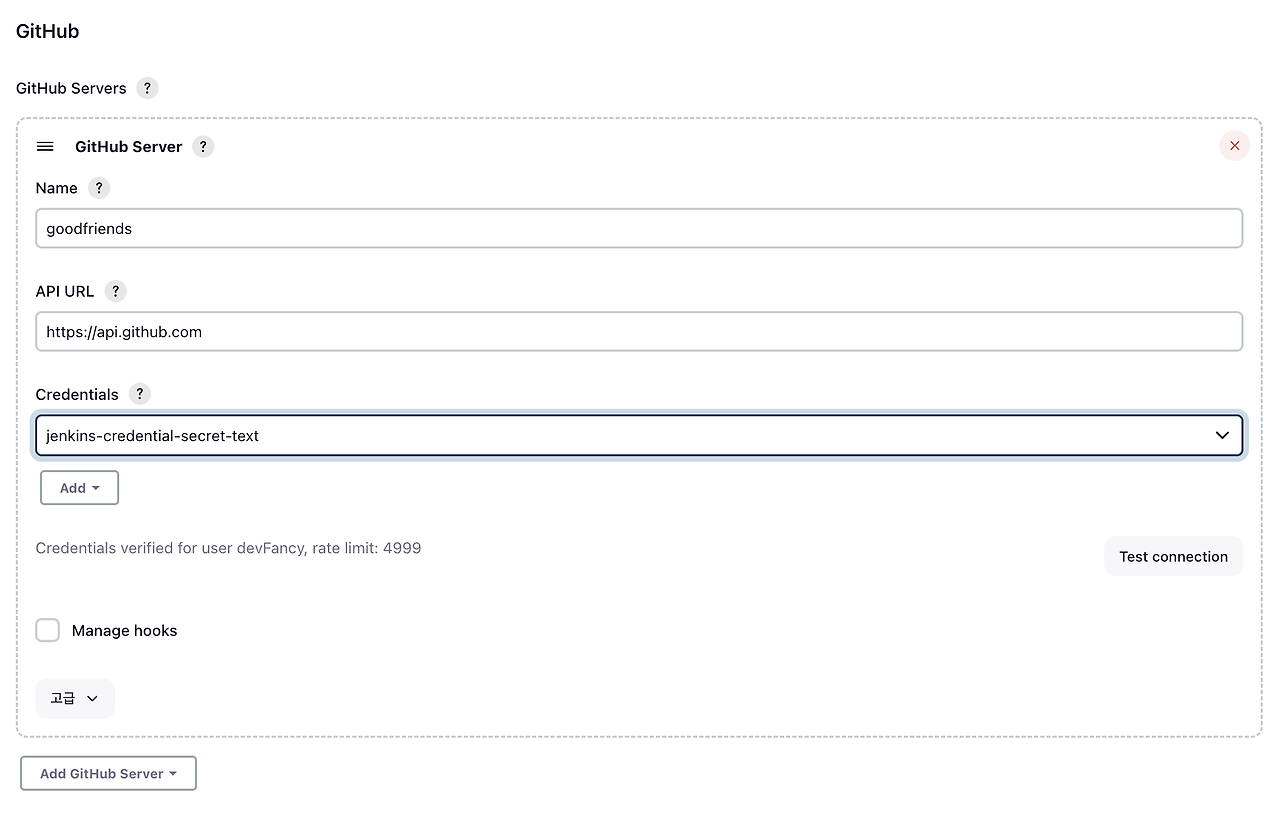 GitHub
GitHub Servers ?
GitHub Server ?
Name ?
goodfriends
API URL ?
https://api.github.com
Credentials ?
jenkins-credential-secret-text
Add
Credentials verified for user devFancy, rate limit: 4999
Test connection
Manage hooks
고급
Add GitHub Server